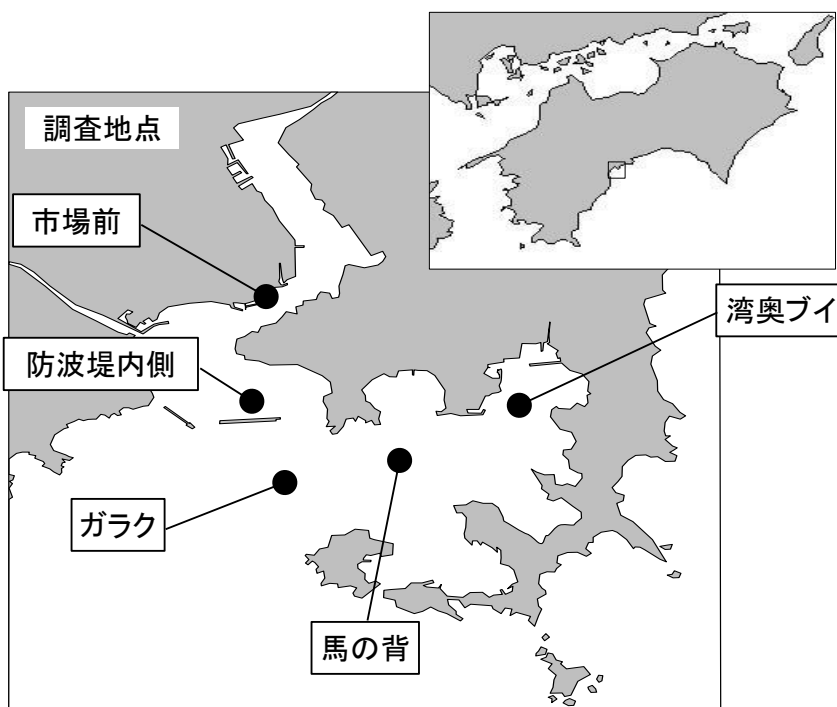 調査地点
市場前
湾奥ブイ
防波堤内側
ガラク
馬の背